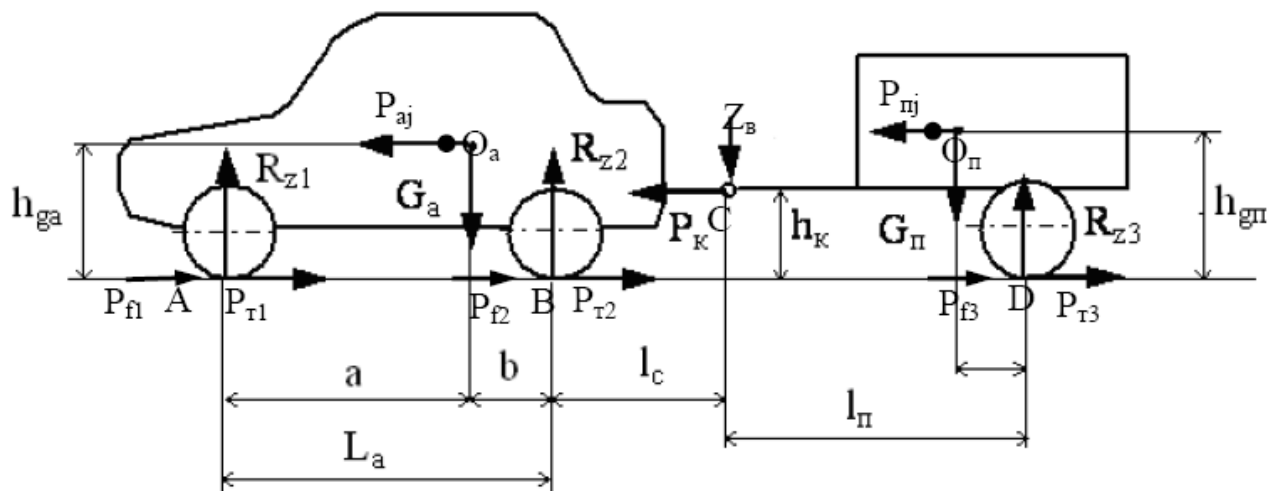 P_aj O_a
R_z1 R_z2
G_a
h_ga
Z_в
P_к C
h_к
P_пj O_п
G_п R_z3
h_gп
P_f1 A P_т1 P_f2 B P_т2 P_f3 D P_т3
a b l_c l_п
L_a